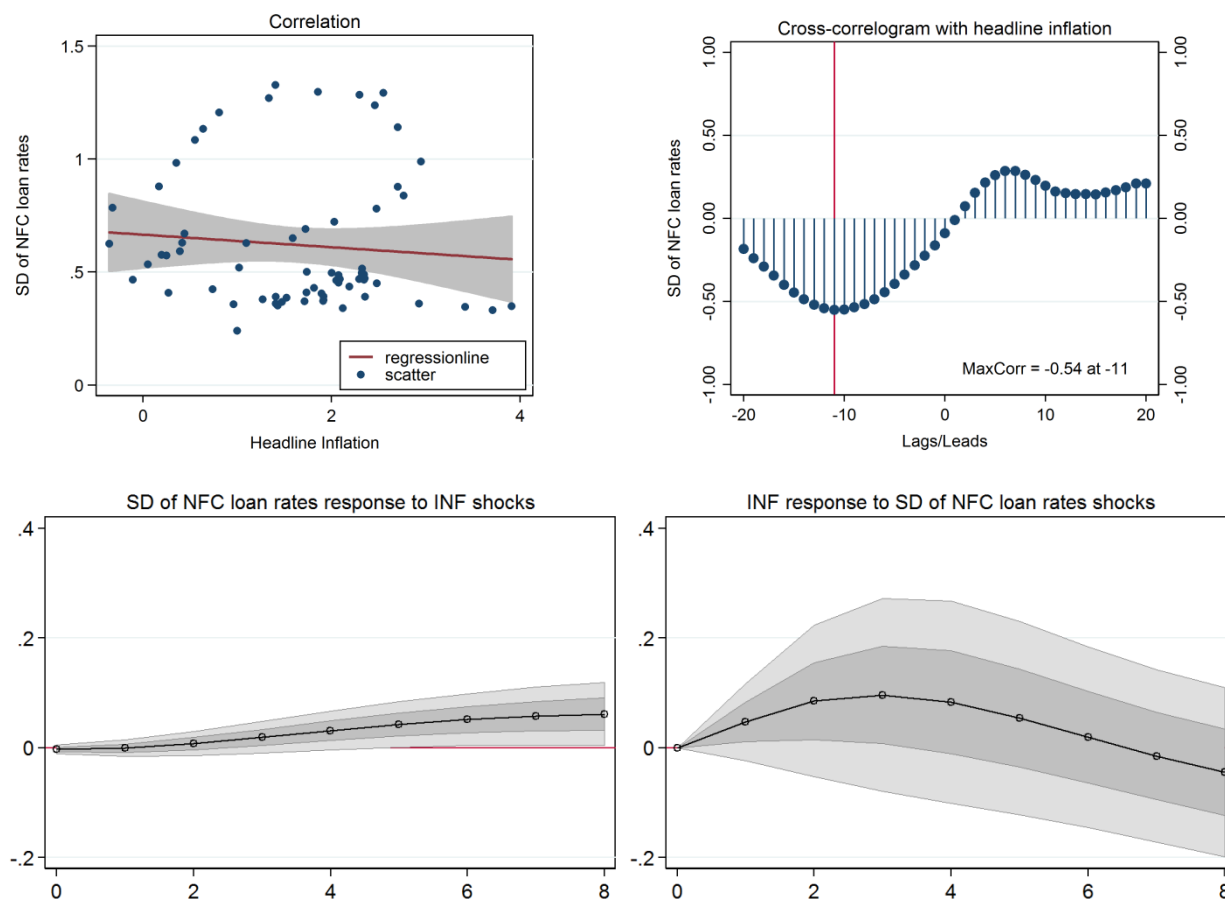 Correlation
SD of NFC loan rates
1.5
1
.5
0
regressionline
scatter
0 2 4
Headline Inflation
Cross-correlogram with headline inflation
SD of NFC loan rates
1.00
0.50
0.00
-0.50
-1.00
1.00
0.50
0.00
-0.50
-1.00
MaxCorr = -0.54 at -11
-20 -10 0 10 20
Lags/Leads
SD of NFC loan rates response to INF shocks
.4
.2
0
-.2
0 2 4 6 8
INF response to SD of NFC loan rates shocks
.4
.2
0
-.2
0 2 4 6 8